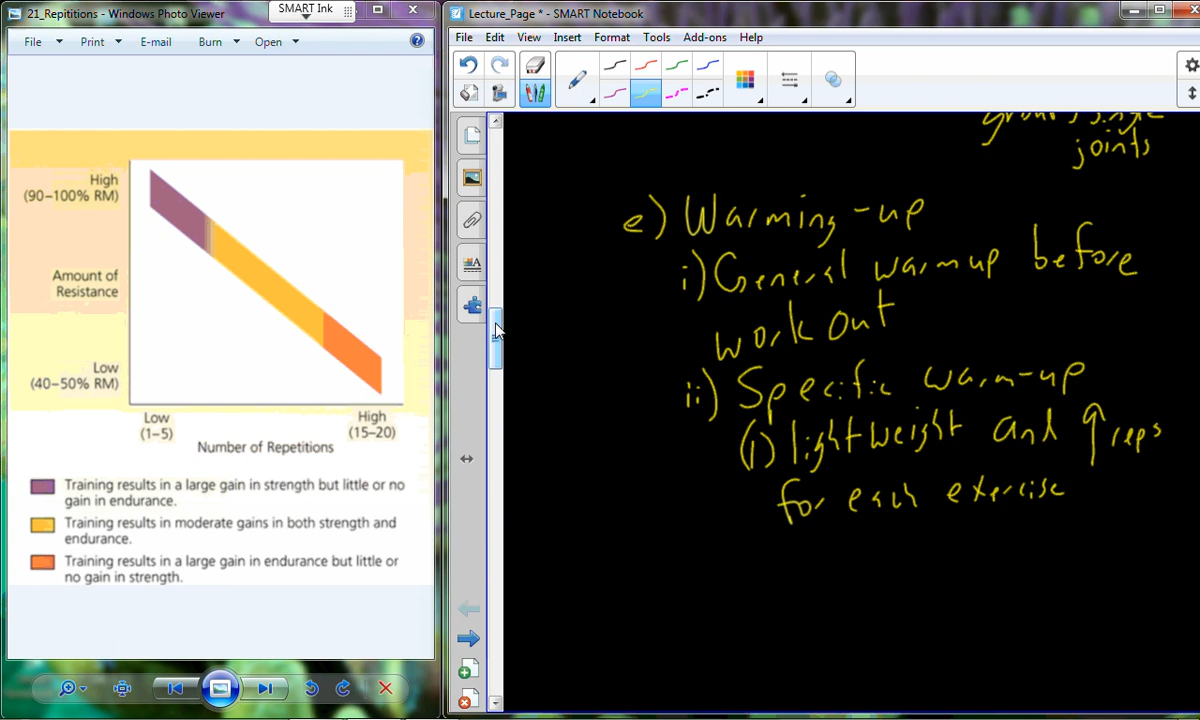 21_Repititions - Windows Photo Viewer
SMART Ink
File Print E-mail Burn Open
High
(90–100% RM)
Amount of
Resistance
Low
(40–50% RM)
Low
(1–5)
High
(15–20)
Number of Repetitions
Training results in a large gain in strength but little or no
gain in endurance.
Training results in moderate gains in both strength and
endurance.
Training results in a large gain in endurance but little or
no gain in strength.
Lecture_Page * - SMART Notebook
File Edit View Insert Format Tools Add-ons Help
single
joints
e) Warming-up
i) General warmup before
work out
ii) Specific warm-up
(1) lightweight and ↑ reps
for each exercise